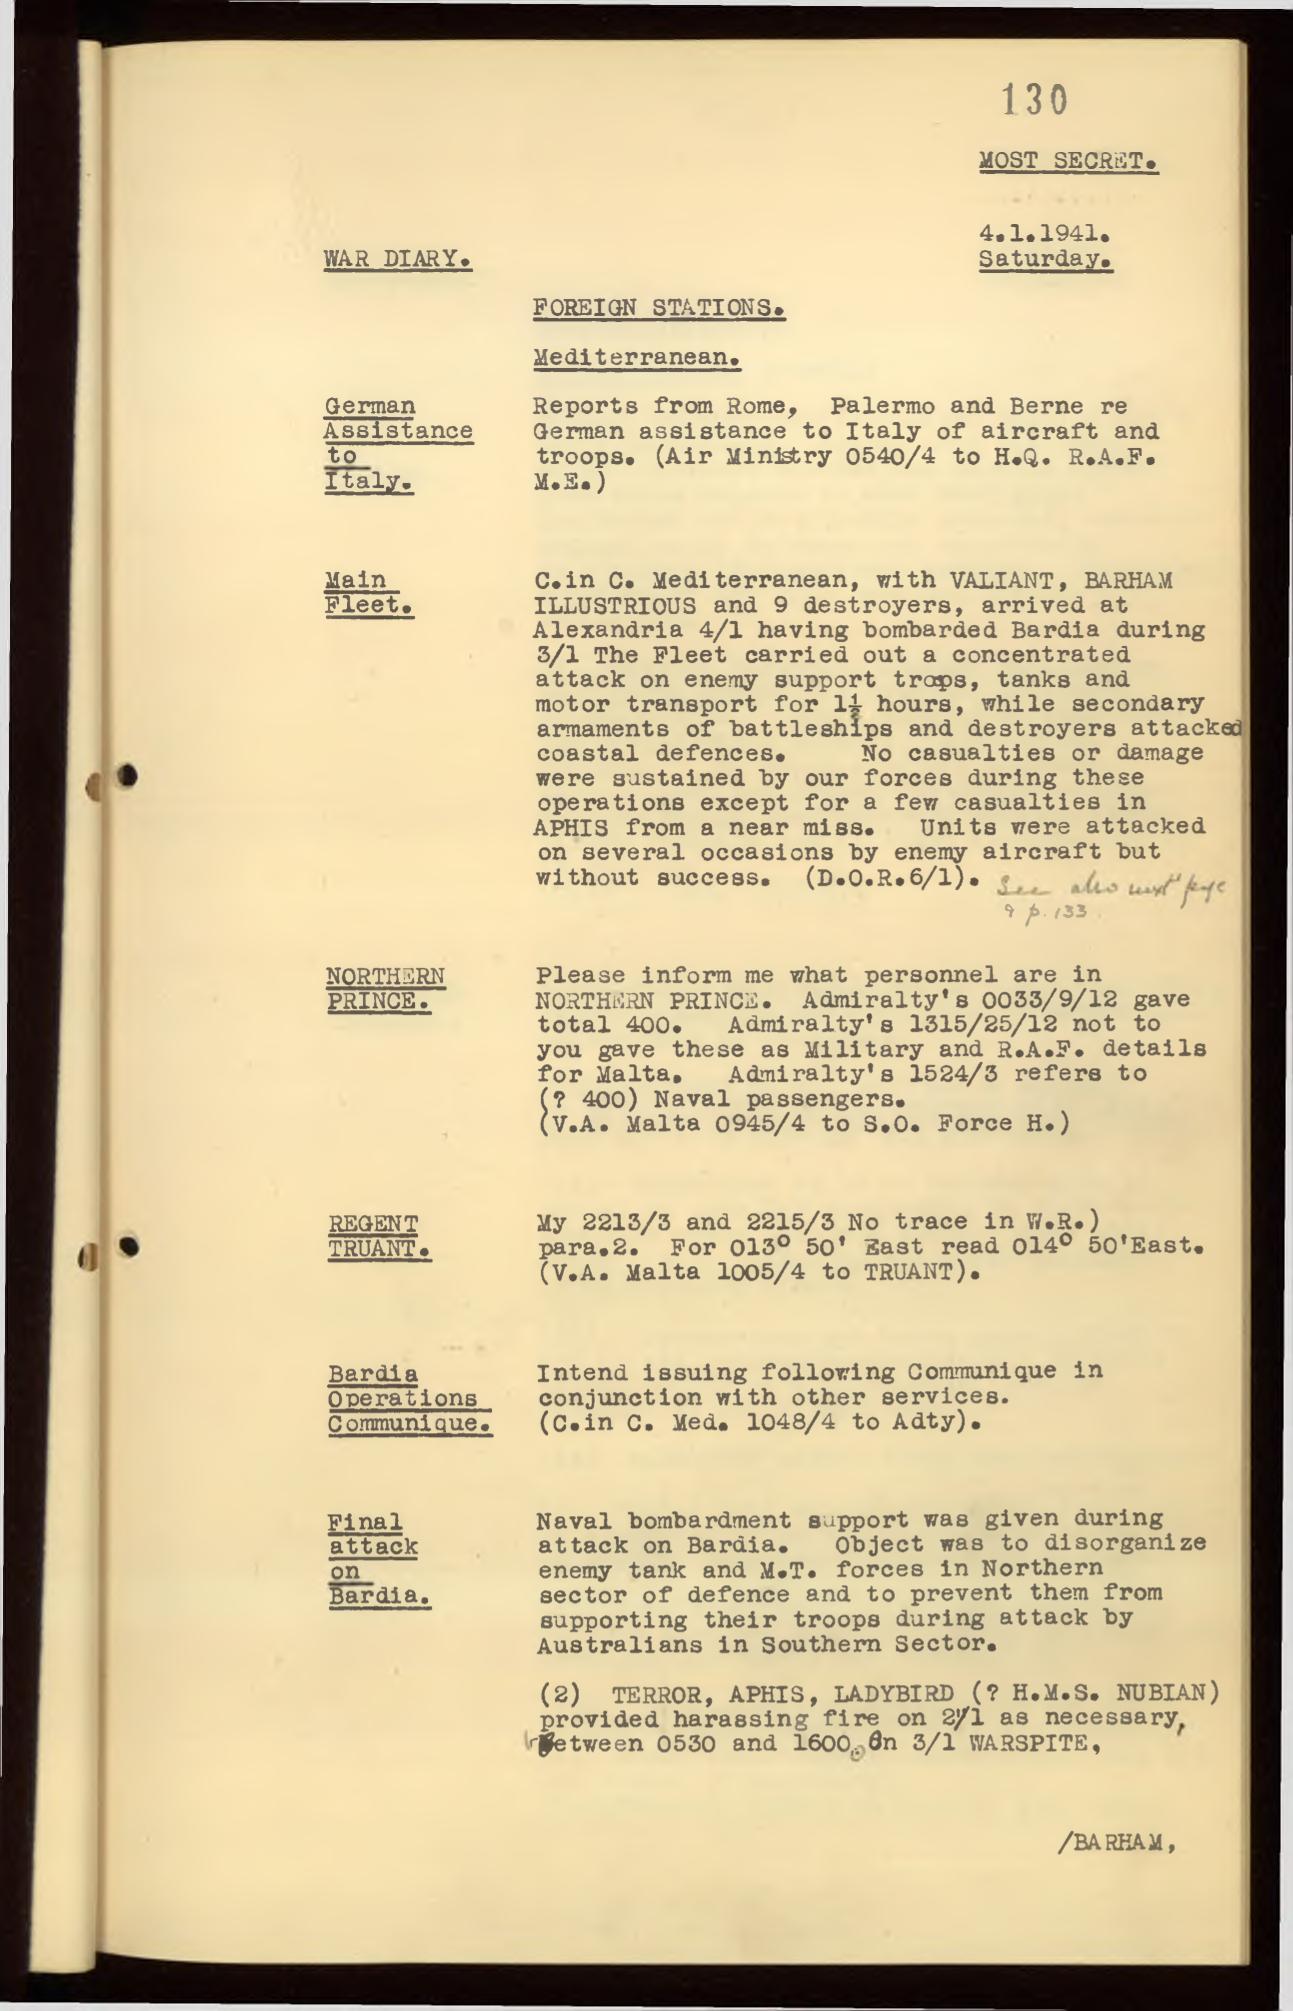 130
MOST SECRET.
4.1.1941.
WAR DIARY. Saturday.
FOREIGN STATIONS.
Mediterranean.
German Assistance to Italy.
Reports from Rome, Palermo and Berne re
German assistance to Italy of aircraft and
troops. (Air Ministry 0540/4 to H.Q. R.A.F.
M.E.)
Main Fleet.
C.in C. Mediterranean, with VALIANT, BARHAM
ILLUSTRIOUS and 9 destroyers, arrived at
Alexandria 4/1 having bombarded Bardia during
3/1 The Fleet carried out a concentrated
attack on enemy support troops, tanks and
motor transport for 1½ hours, while secondary
armaments of battleships and destroyers attacked
coastal defences. No casualties or damage
were sustained by our forces during these
operations except for a few casualties in
APHIS from a near miss. Units were attacked
on several occasions by enemy aircraft but
without success. (D.O.R.6/1). See also next page
& p. 133.
NORTHERN PRINCE.
Please inform me what personnel are in
NORTHERN PRINCE. Admiralty's 0033/9/12 gave
total 400. Admiralty's 1315/25/12 not to
you gave these as Military and R.A.F. details
for Malta. Admiralty's 1524/3 refers to
(? 400) Naval passengers.
(V.A. Malta 0945/4 to S.O. Force H.)
REGENT TRUANT.
My 2213/3 and 2215/3 No trace in W.R.)
para.2. For 013° 50' East read 014° 50'East.
(V.A. Malta 1005/4 to TRUANT).
Bardia Operations Communique.
Intend issuing following Communique in
conjunction with other services.
(C.in C. Med. 1048/4 to Adty).
Final attack on Bardia.
Naval bombardment support was given during
attack on Bardia. Object was to disorganize
enemy tank and M.T. forces in Northern
sector of defence and to prevent them from
supporting their troops during attack by
Australians in Southern Sector.
(2) TERROR, APHIS, LADYBIRD (? H.M.S. NUBIAN)
provided harassing fire on 2/1 as necessary,
between 0530 and 1600. On 3/1 WARSPITE,
/BARHAM,